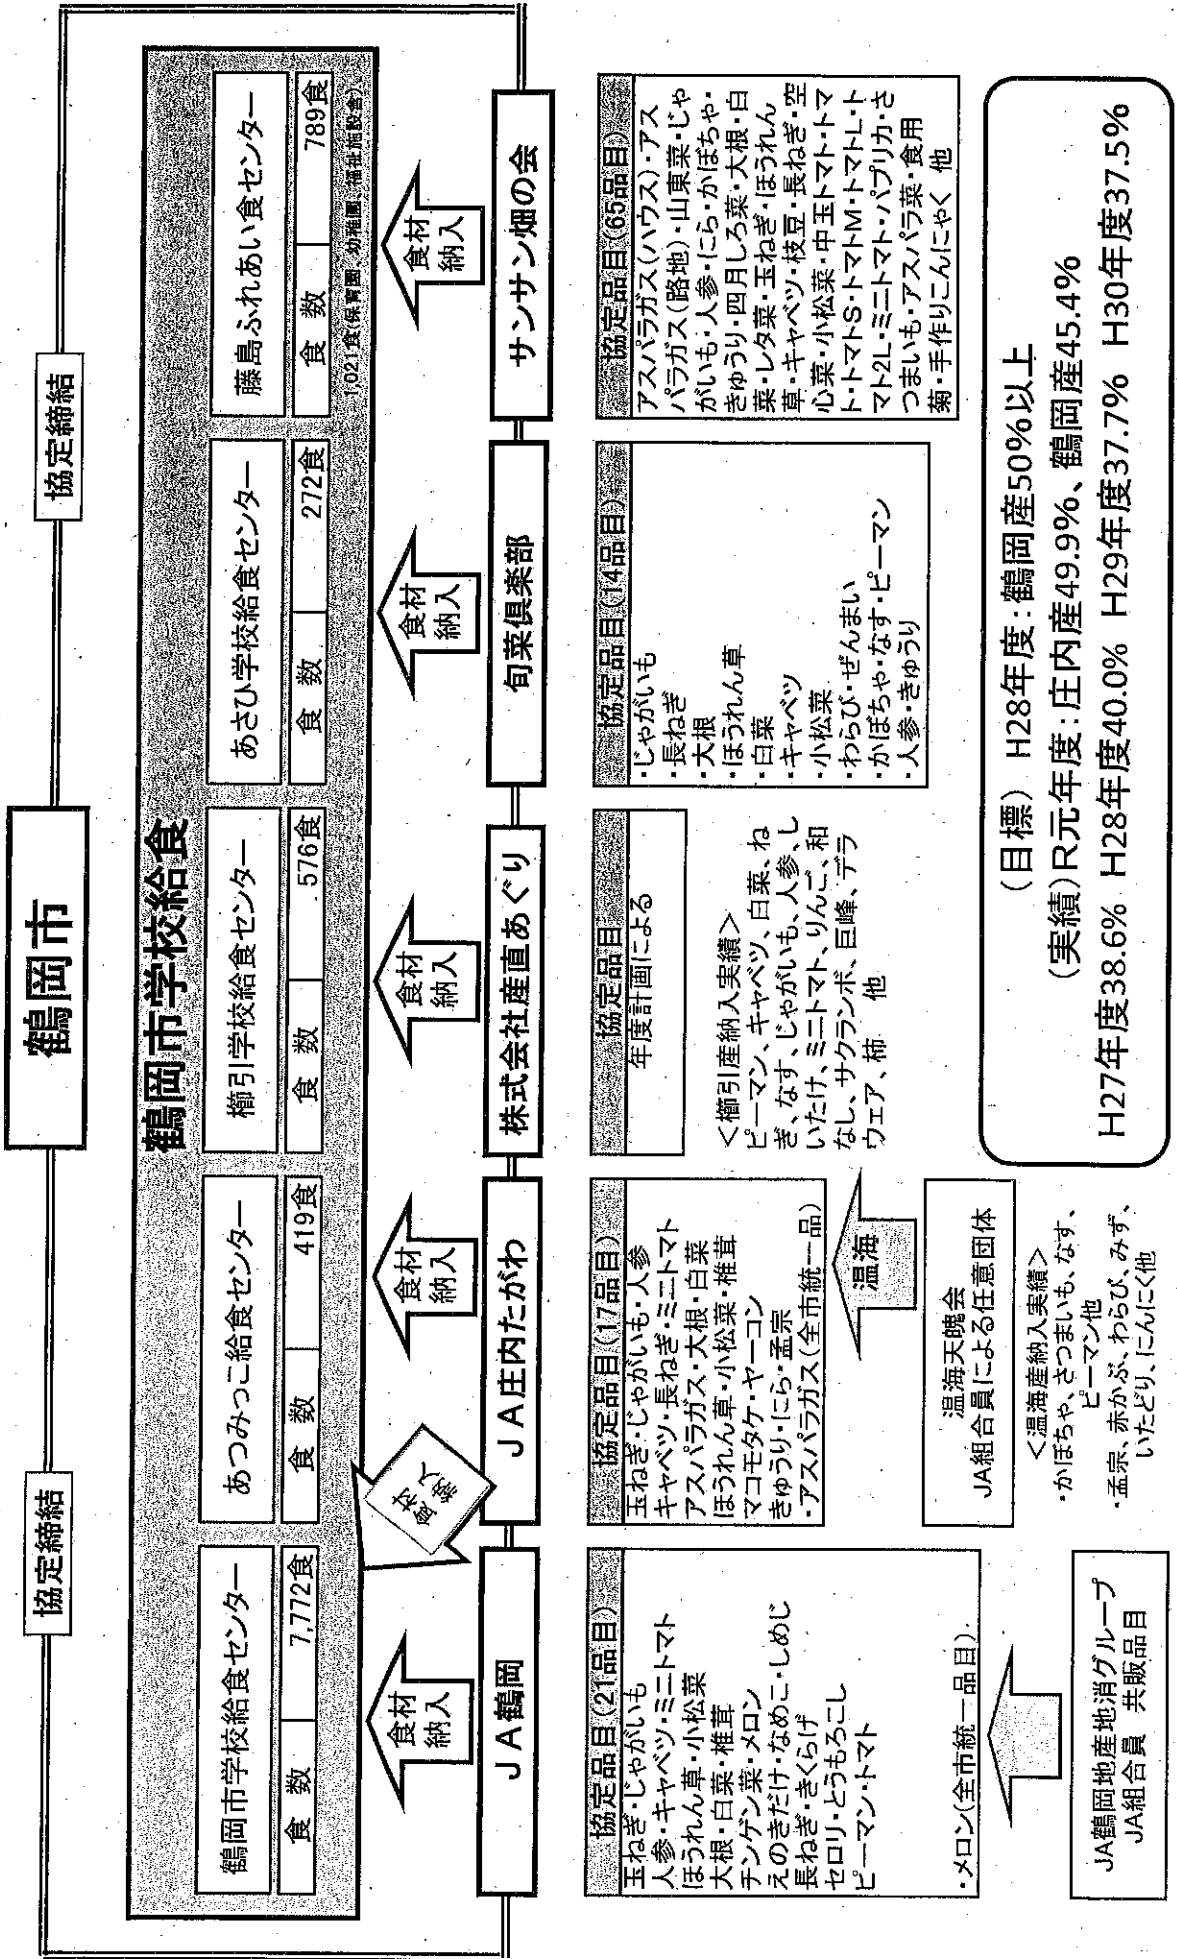 鶴岡市
協定締結
協定締結
鶴岡市学校給食
鶴岡市学校給食センター
食 数
7,772食
あつみっこ給食センター
食 数
419食
櫛引学校給食センター
食 数
576食
あさひ学校給食センター
食 数
272食
藤島ふれあい食センター
食 数
789食
1,021食(保育園、幼稚園、福祉施設含)
食材
納入
食材
納入
食材
納入
食材
納入
食材
納入
食材
納入
JA鶴岡
JA庄内たがわ
株式会社産直あぐり
旬菜倶楽部
サンサン畑の会
協定品目(21品目)
玉ねぎ・じゃがいも
人参・キャベツ・ミニトマト
ほうれん草・小松菜
大根・白菜・椎茸
チンゲン菜・メロン
えのきだけ・なめこ・しめじ
長ねぎ・きくらげ
セロリ・とうもろこし
ピーマン・トマト
・メロン(全市統一品目)
JA鶴岡地産地消グループ
JA組合員 共販品目
協定品目(17品目)
玉ねぎ・じゃがいも・人参
キャベツ・長ねぎ・ミニトマト
アスパラガス・大根・白菜
ほうれん草・小松菜・椎茸
マコモタケ・ヤーコン
きゅうり・にら・孟宗
・アスパラガス(全市統一品)
温海
温海天魄会
JA組合員による任意団体
<温海産納入実績>
・かぼちゃ、さつまいも、なす、
ピーマン他
・孟宗、赤かぶ、わらび、みず、
いたどり、にんにく他
協定品目
年度計画による
<櫛引産納入実績>
ピーマン、キャベツ、白菜、ね
ぎ、なす、じゃがいも、人参、し
いたけ、ミニトマト、りんご、和
なし、サクランボ、巨峰、デラ
ウェア、柿 他
協定品目(14品目)
・じゃがいも
・長ねぎ
・大根
・ほうれん草
・白菜
・キャベツ
・小松菜
・わらび・ぜんまい
・かぼちゃ・なす・ピーマン
・人参・きゅうり
協定品目(65品目)
アスパラガス(ハウス)・アス
パラガス(路地)・山東菜・じゃ
がいも・人参・にら・かぼちゃ・
きゅうり・四月しろ菜・大根・白
菜・レタ菜・玉ねぎ・ほうれん
草・キャベツ・枝豆・長ねぎ・空
心菜・小松菜・中玉トマト・トマ
ト・トマトS・トマトM・トマトL・ト
マト2L・ミニトマト・パプリカ・さ
つまいも・アスパラ菜・食用
菊・手作りこんにゃく 他
(目標) H28年度:鶴岡産50%以上
(実績)R元年度:庄内産49.9%、鶴岡産45.4%
H27年度38.6% H28年度40.0% H29年度37.7% H30年度37.5%